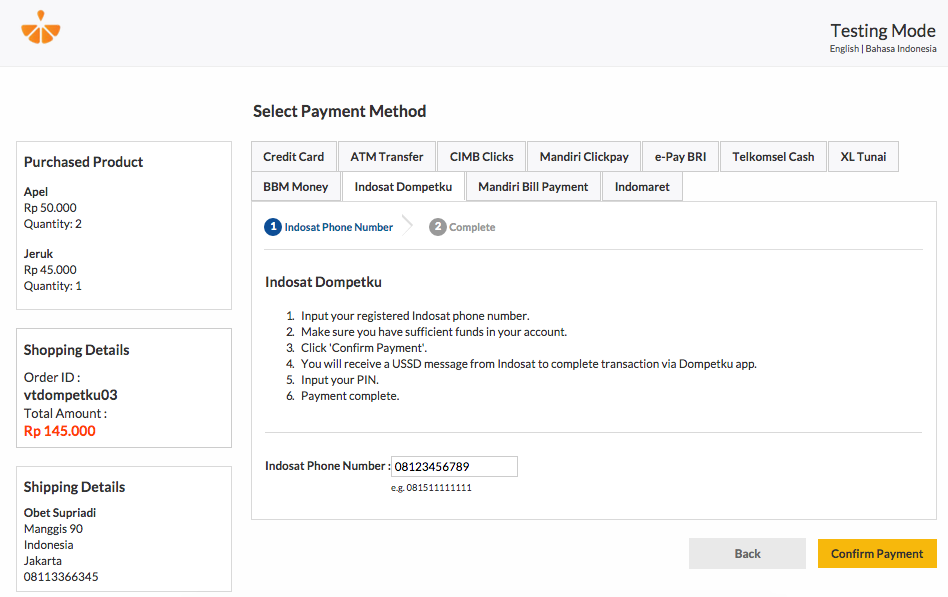 Testing Mode
English | Bahasa Indonesia
Select Payment Method
Purchased Product
Apel
Rp 50.000
Quantity: 2
Jeruk
Rp 45.000
Quantity: 1
Shopping Details
Order ID :
vtdompetku03
Total Amount :
Rp 145.000
Shipping Details
Obet Supriadi
Manggis 90
Indonesia
Jakarta
08113366345
Credit Card ATM Transfer CIMB Clicks Mandiri Clickpay e-Pay BRI Telkomsel Cash XL Tunai
BBM Money Indosat Dompetku Mandiri Bill Payment Indomaret
1 Indosat Phone Number 2 Complete
Indosat Dompetku
1. Input your registered Indosat phone number.
2. Make sure you have sufficient funds in your account.
3. Click 'Confirm Payment'.
4. You will receive a USSD message from Indosat to complete transaction via Dompetku app.
5. Input your PIN.
6. Payment complete.
Indosat Phone Number : 08123456789
e.g. 081511111111
Back Confirm Payment